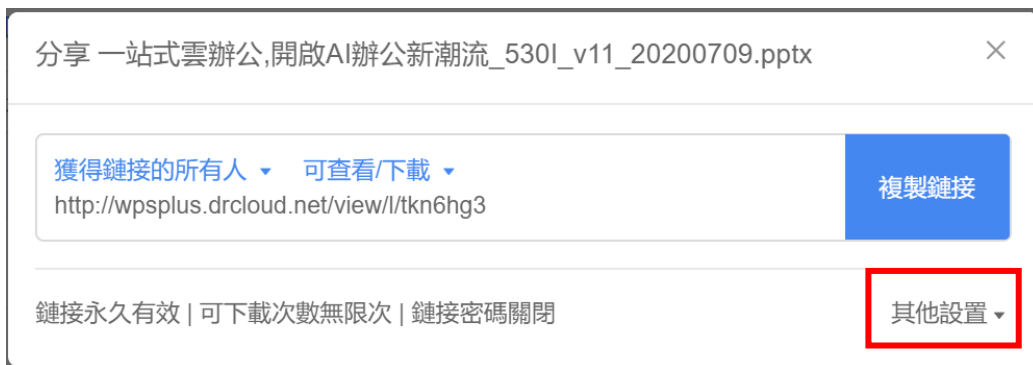 分享 一站式雲辦公,開啟AI辦公新潮流_530I_v11_20200709.pptx
獲得鏈接的所有人 可查看/下載
http://wpsplus.drcloud.net/view/l/tkn6hg3
複製鏈接
鏈接永久有效 | 可下載次數無限次 | 鏈接密碼關閉
其他設置